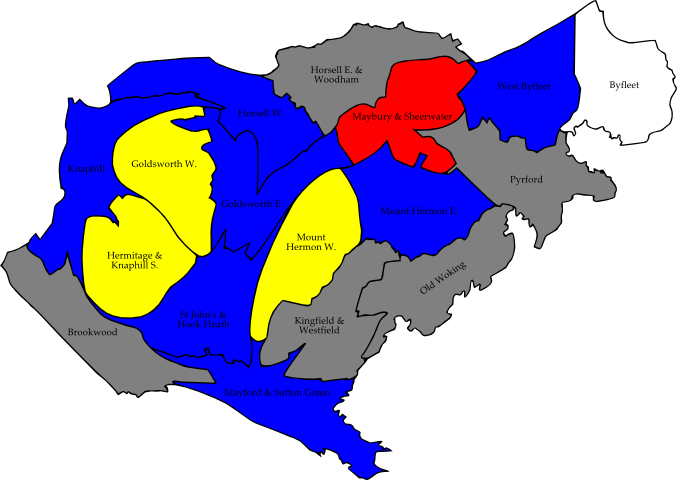 Horsell E. &
Woodham
West Byfleet
Byfleet
Horsell W.
Maybury & Sheerwater
Knaphill
Goldsworth W.
Pyrford
Goldsworth E.
Mount Hermon E.
Mount
Hermon W.
Hermitage &
Knaphill S.
Old Woking
St John's &
Hook Heath
Kingfield &
Westfield
Brookwood
Mayford & Sutton Green